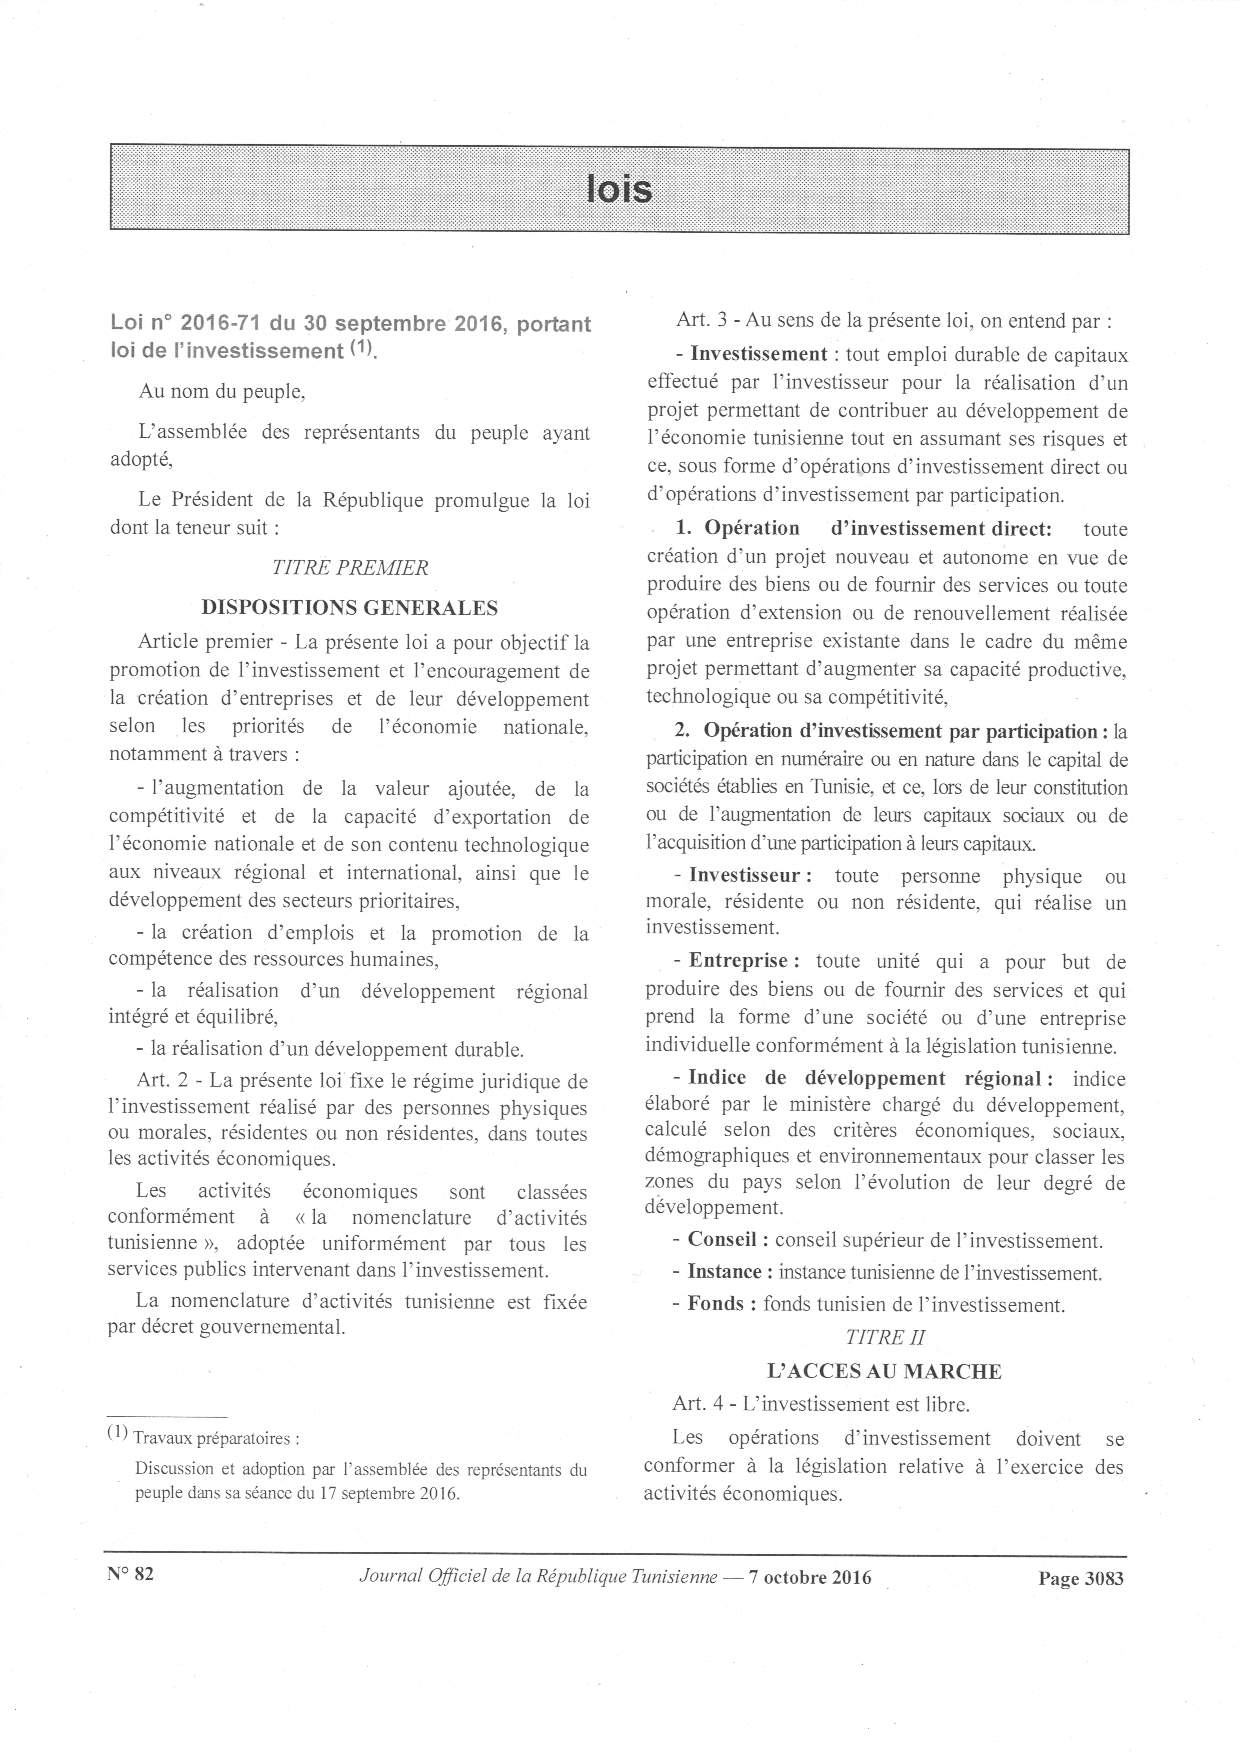 lois
Loi n° 2016-71 du 30 septembre 2016, portant
loi de l'investissement (1).
Au nom du peuple,
L'assemblée des représentants du peuple ayant
adopté,
Le Président de la République promulgue la loi
dont la teneur suit :
TITRE PREMIER
DISPOSITIONS GENERALES
Article premier - La présente loi a pour objectif la
promotion de l'investissement et l'encouragement de
la création d'entreprises et de leur développement
selon les priorités de l'économie nationale,
notamment à travers :
- l'augmentation de la valeur ajoutée, de la
compétitivité et de la capacité d'exportation de
l'économie nationale et de son contenu technologique
aux niveaux régional et international, ainsi que le
développement des secteurs prioritaires,
- la création d'emplois et la promotion de la
compétence des ressources humaines,
- la réalisation d'un développement régional
intégré et équilibré,
- la réalisation d'un développement durable.
Art. 2 - La présente loi fixe le régime juridique de
l'investissement réalisé par des personnes physiques
ou morales, résidentes ou non résidentes, dans toutes
les activités économiques.
Les activités économiques sont classées
conformément à « la nomenclature d'activités
tunisienne », adoptée uniformément par tous les
services publics intervenant dans l'investissement.
La nomenclature d'activités tunisienne est fixée
par décret gouvernemental.
(1) Travaux préparatoires :
Discussion et adoption par l'assemblée des représentants du
peuple dans sa séance du 17 septembre 2016.
Art. 3 - Au sens de la présente loi, on entend par :
- Investissement : tout emploi durable de capitaux
effectué par l'investisseur pour la réalisation d'un
projet permettant de contribuer au développement de
l'économie tunisienne tout en assumant ses risques et
ce, sous forme d'opérations d'investissement direct ou
d'opérations d'investissement par participation.
1. Opération d'investissement direct: toute
création d'un projet nouveau et autonome en vue de
produire des biens ou de fournir des services ou toute
opération d'extension ou de renouvellement réalisée
par une entreprise existante dans le cadre du même
projet permettant d'augmenter sa capacité productive,
technologique ou sa compétitivité,
2. Opération d'investissement par participation : la
participation en numéraire ou en nature dans le capital de
sociétés établies en Tunisie, et ce, lors de leur constitution
ou de l'augmentation de leurs capitaux sociaux ou de
l'acquisition d'une participation à leurs capitaux.
- Investisseur : toute personne physique ou
morale, résidente ou non résidente, qui réalise un
investissement.
- Entreprise : toute unité qui a pour but de
produire des biens ou de fournir des services et qui
prend la forme d'une société ou d'une entreprise
individuelle conformément à la législation tunisienne.
- Indice de développement régional : indice
élaboré par le ministère chargé du développement,
calculé selon des critères économiques, sociaux,
démographiques et environnementaux pour classer les
zones du pays selon l'évolution de leur degré de
développement.
- Conseil : conseil supérieur de l'investissement.
- Instance : instance tunisienne de l'investissement.
- Fonds : fonds tunisien de l'investissement.
TITRE II
L'ACCES AU MARCHE
Art. 4 - L'investissement est libre.
Les opérations d'investissement doivent se
conformer à la législation relative à l'exercice des
activités économiques.
N° 82 Journal Officiel de la République Tunisienne — 7 octobre 2016 Page 3083